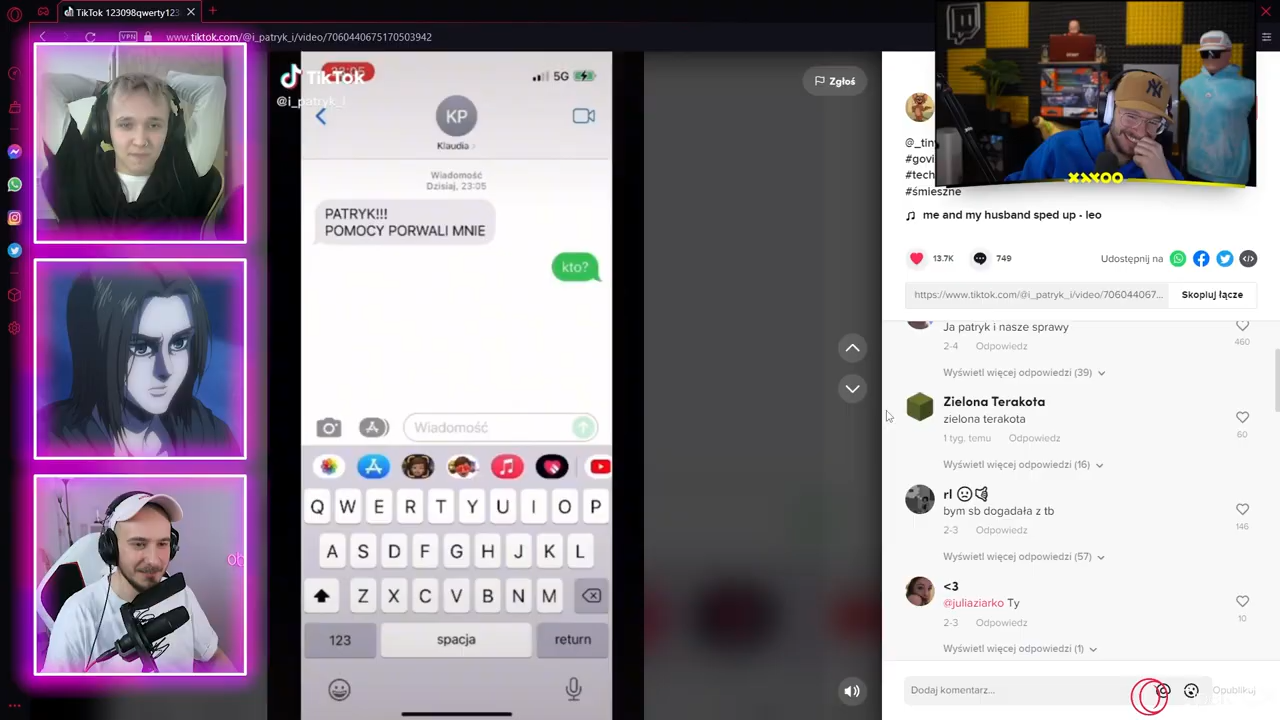 TikTok 123098qwerty123
VPN
www.tiktok.com/@i_patryk_i/video/7060440675170503942
TikTok
@i_patryk_i
5G
KP
Klaudia
Wiadomość
Dzisiaj, 23:05
PATRYK!!!
POMOCY PORWALI MNIE
kto?
Wiadomość
Q W E R T Y U I O P
A S D F G H J K L
Z X C V B N M
123 spacja return
Zgłoś
@_tiny
#govi
#tech
#śmieszne
me and my husband sped up - leo
13.7K 749 Udostępnij na
https://www.tiktok.com/@i_patryk_i/video/706044067... Skopiuj łącze
Ja patryk i nasze sprawy
2-4 Odpowiedz
460
Wyświetl więcej odpowiedzi (39)
Zielona Terakota
zielona terakota
1 tyg. temu Odpowiedz
60
Wyświetl więcej odpowiedzi (16)
rl
bym sb dogadała z tb
2-3 Odpowiedz
146
Wyświetl więcej odpowiedzi (57)
<3
@juliaziarko Ty
2-3 Odpowiedz
10
Wyświetl więcej odpowiedzi (1)
Dodaj komentarz...
Opublikuj